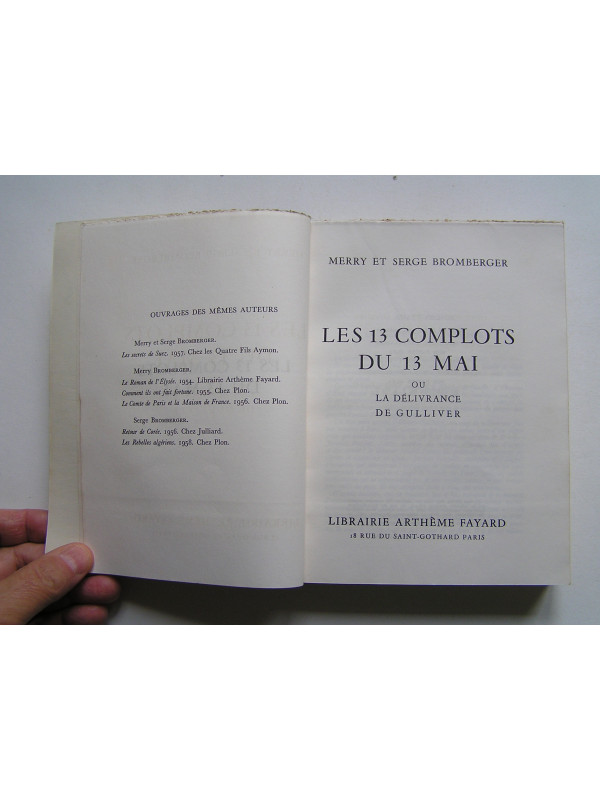 OUVRAGES DES MÊMES AUTEURS
Merry et Serge BROMBERGER.
Les secrets de Suez. 1957. Chez les Quatre Fils Aymon.
Merry BROMBERGER.
Le Roman de l'Élysée. 1954. Librairie Arthème Fayard.
Comment ils ont fait fortune. 1955. Chez Plon.
Le Comte de Paris et la Maison de France. 1956. Chez Plon.
Serge BROMBERGER.
Retour de Corée. 1956. Chez Julliard.
Les Rebelles algériens. 1958. Chez Plon.
MERRY ET SERGE BROMBERGER
LES 13 COMPLOTS
DU 13 MAI
OU
LA DÉLIVRANCE
DE GULLIVER
LIBRAIRIE ARTHÈME FAYARD
18 RUE DU SAINT-GOTHARD PARIS